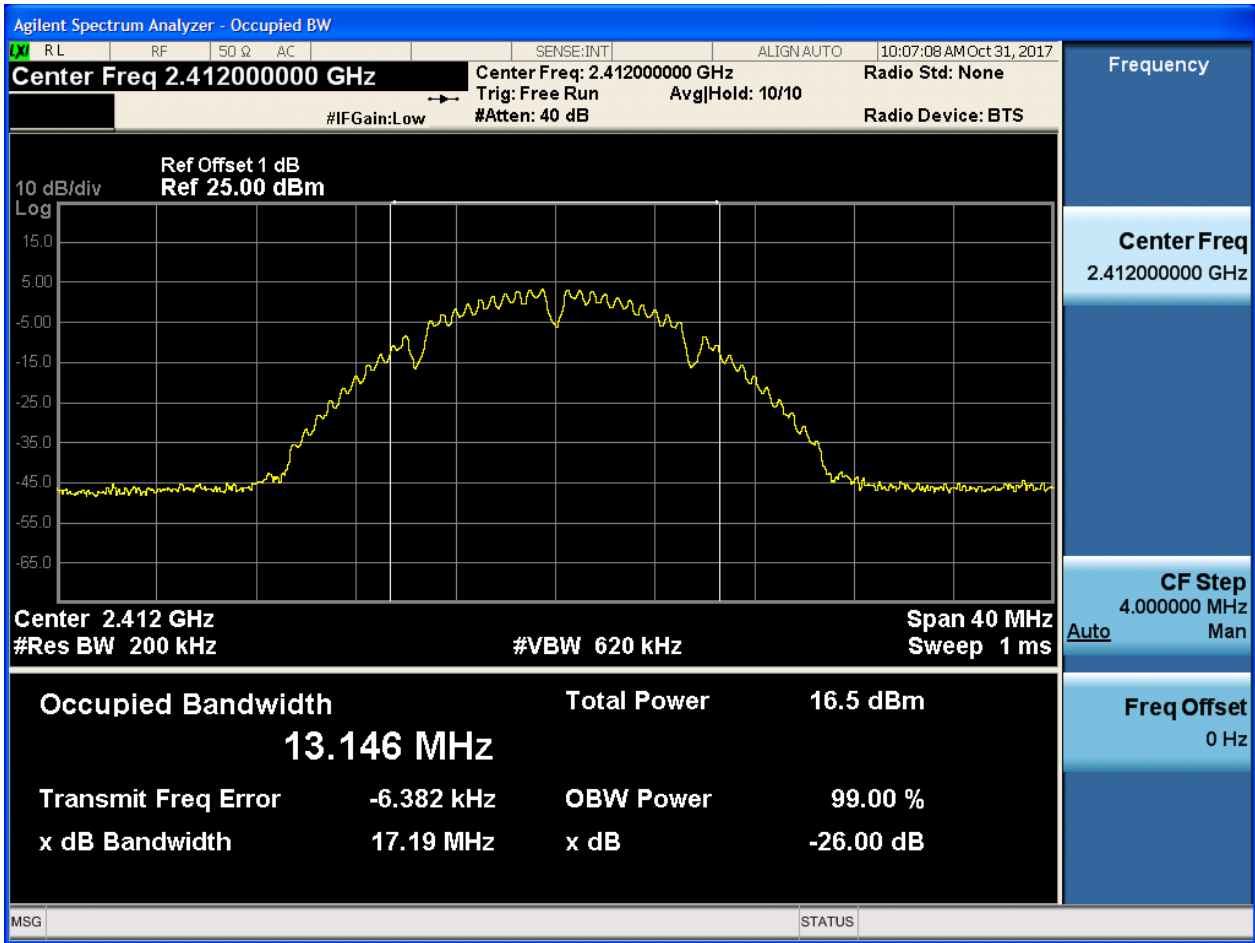 Agilent Spectrum Analyzer - Occupied BW
LXI RL RF 50 Ω AC SENSE:INT ALIGNAUTO 10:07:08 AMOct 31, 2017
Center Freq 2.412000000 GHz
Center Freq: 2.412000000 GHz
Radio Std: None
Trig: Free Run Avg|Hold: 10/10
#IFGain:Low
#Atten: 40 dB
Radio Device: BTS
Ref Offset 1 dB
10 dB/div Ref 25.00 dBm
Log
15.0
5.00
-5.00
-15.0
-25.0
-35.0
-45.0
-55.0
-65.0
Center 2.412 GHz
Span 40 MHz
#Res BW 200 kHz
#VBW 620 kHz
Sweep 1 ms
Occupied Bandwidth
Total Power 16.5 dBm
13.146 MHz
Transmit Freq Error -6.382 kHz
OBW Power 99.00 %
x dB Bandwidth 17.19 MHz
x dB -26.00 dB
Frequency
Center Freq
2.412000000 GHz
CF Step
4.000000 MHz
Auto Man
Freq Offset
0 Hz
MSG
STATUS